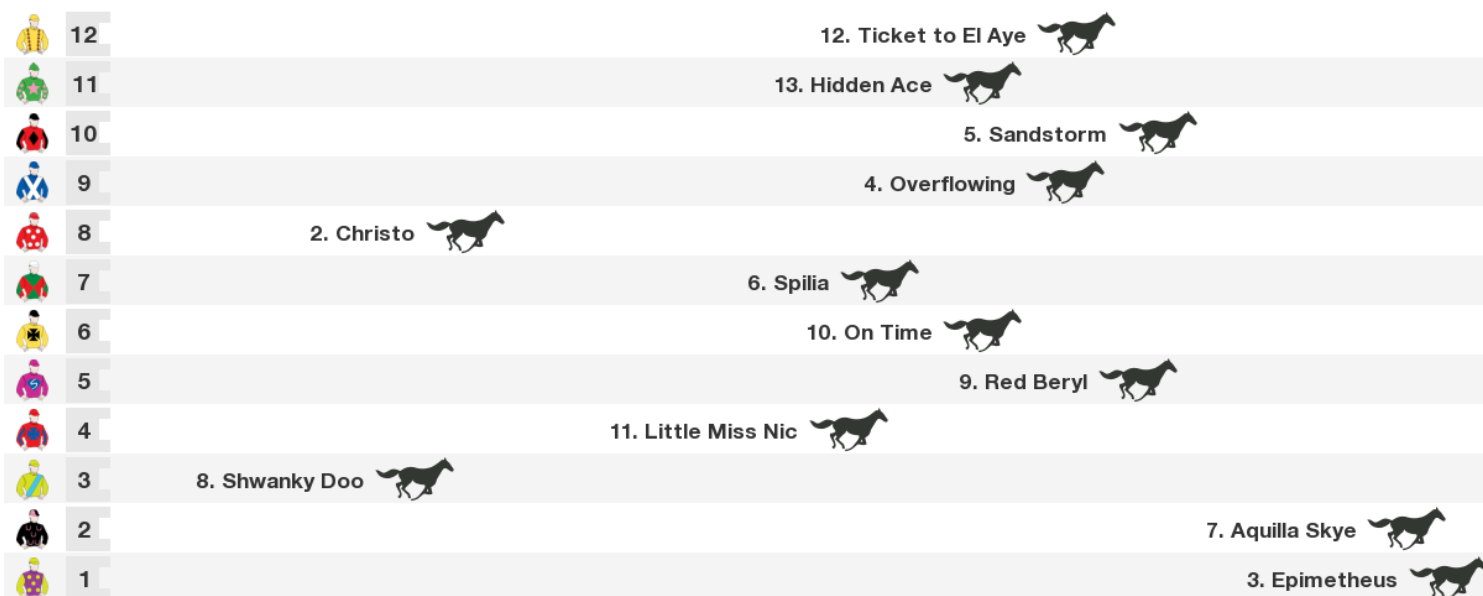 12 12. Ticket to El Aye
11 13. Hidden Ace
10 5. Sandstorm
9 4. Overflowing
8 2. Christo
7 6. Spilia
6 10. On Time
5 9. Red Beryl
4 11. Little Miss Nic
3 8. Shwanky Doo
2 7. Aquilla Skye
1 3. Epimetheus